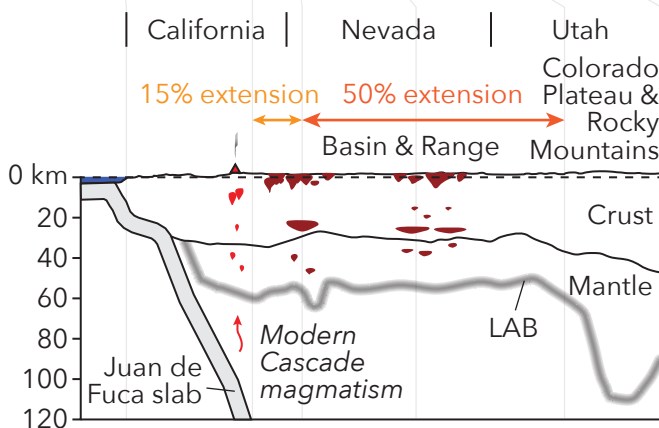 California
Nevada
Utah
15% extension
50% extension
Colorado
Plateau &
Rocky
Mountains
Basin & Range
0 km
20
40
60
80
100
120
Crust
Mantle
LAB
Modern
Cascade
magmatism
Juan de
Fuca slab